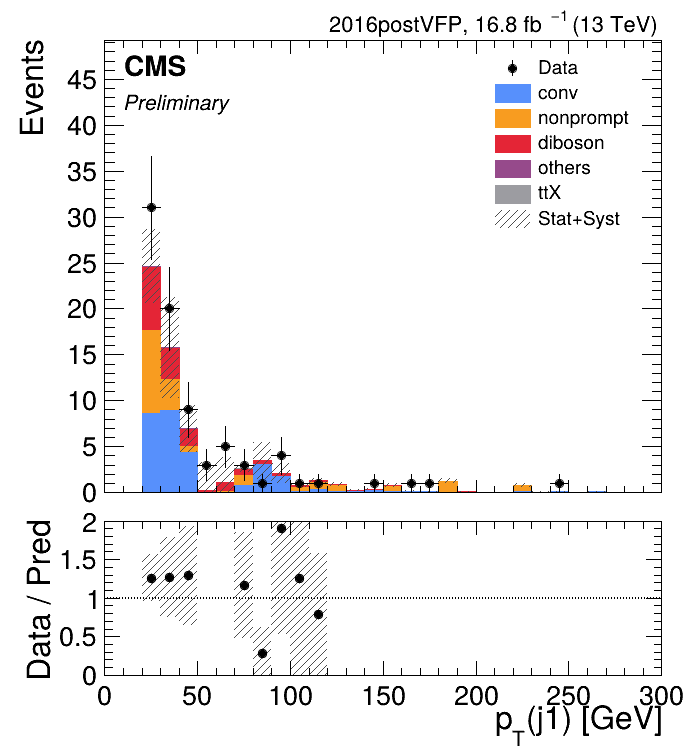 2016postVFP, 16.8 fb⁻¹ (13 TeV)
CMS
Preliminary
Data
conv
nonprompt
diboson
others
ttX
Stat+Syst
Events
45
40
35
30
25
20
15
10
5
0
Data / Pred
2
1.5
1
0.5
0
0 50 100 150 200 250 300
p_T(j1) [GeV]